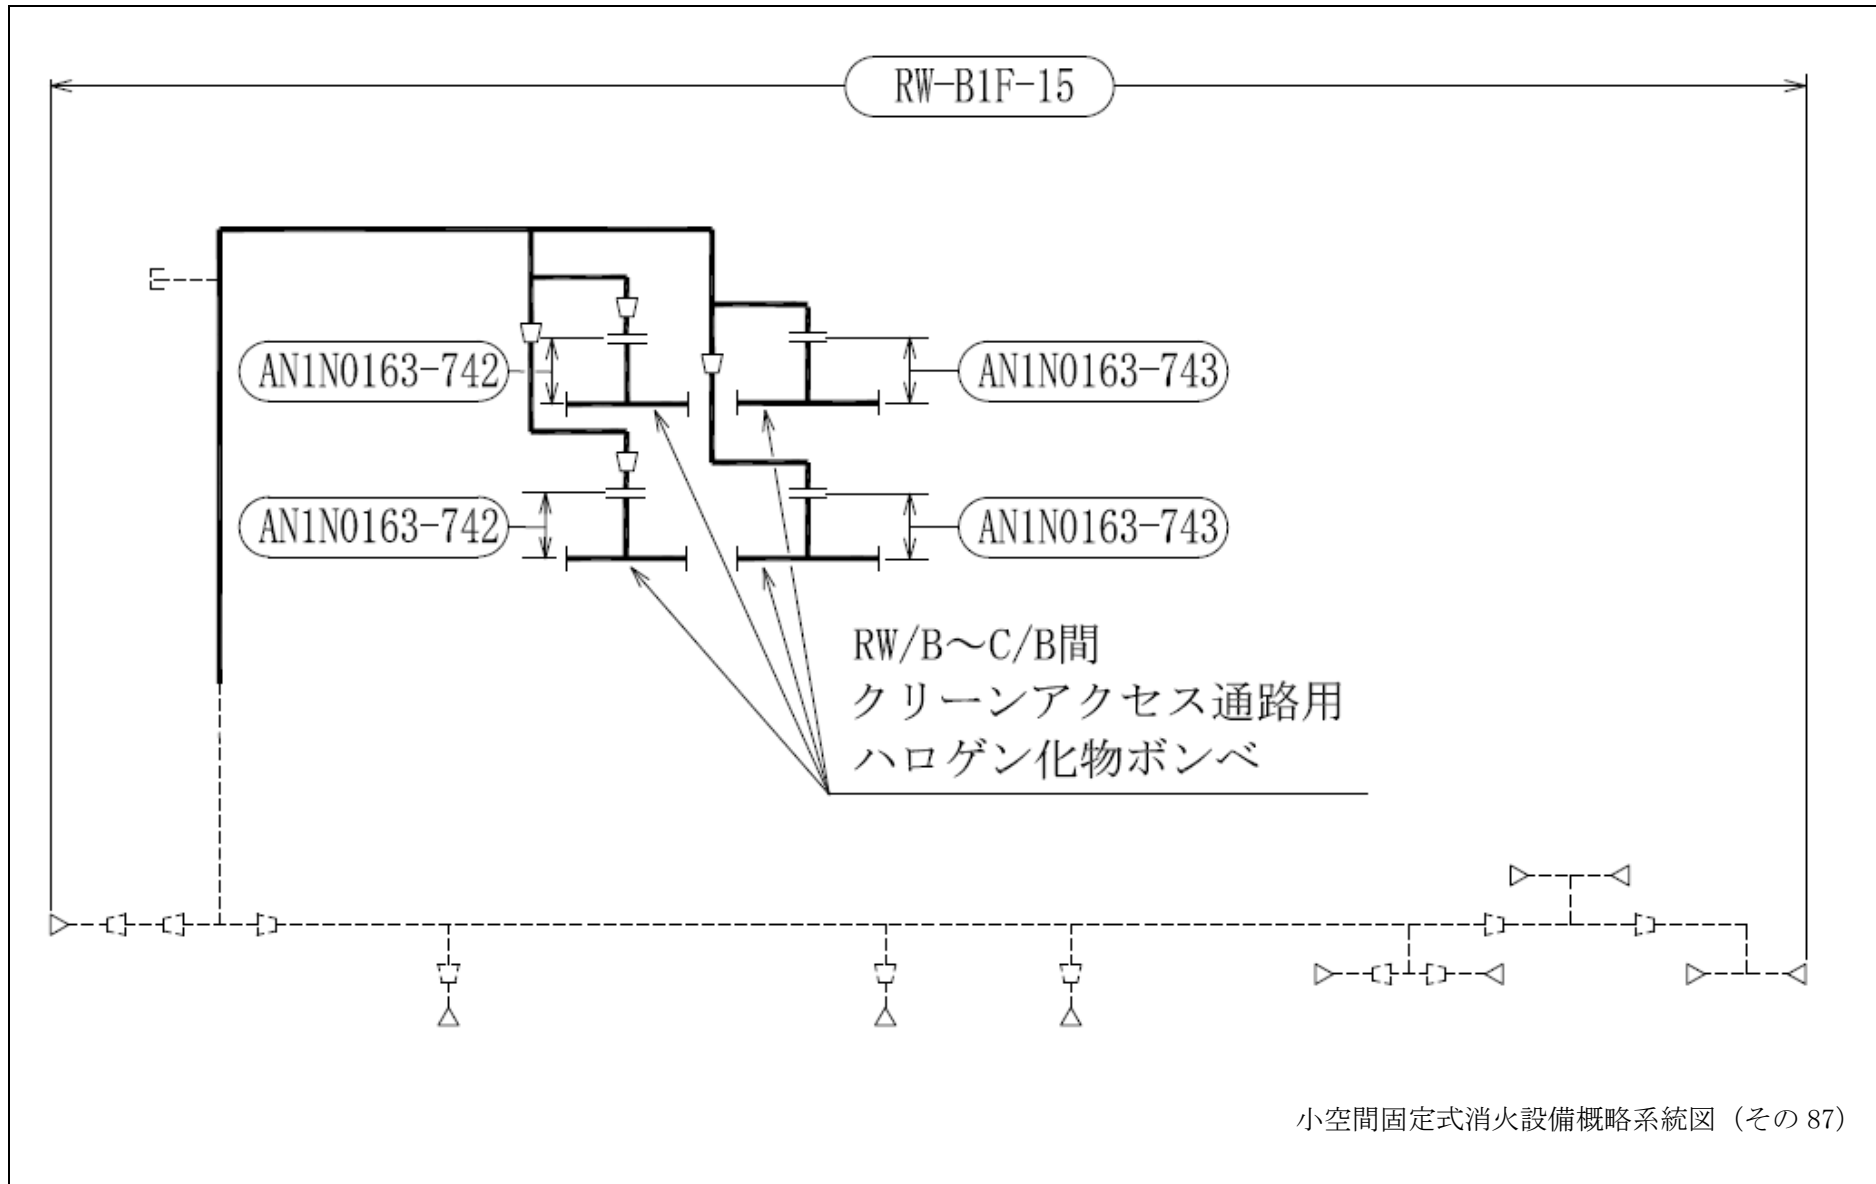 RW-B1F-15
AN1N0163-742
AN1N0163-743
AN1N0163-742
AN1N0163-743
RW/B～C/B間
クリーンアクセス通路用
ハロゲン化物ボンベ
小空間固定式消火設備概略系統図（その 87）